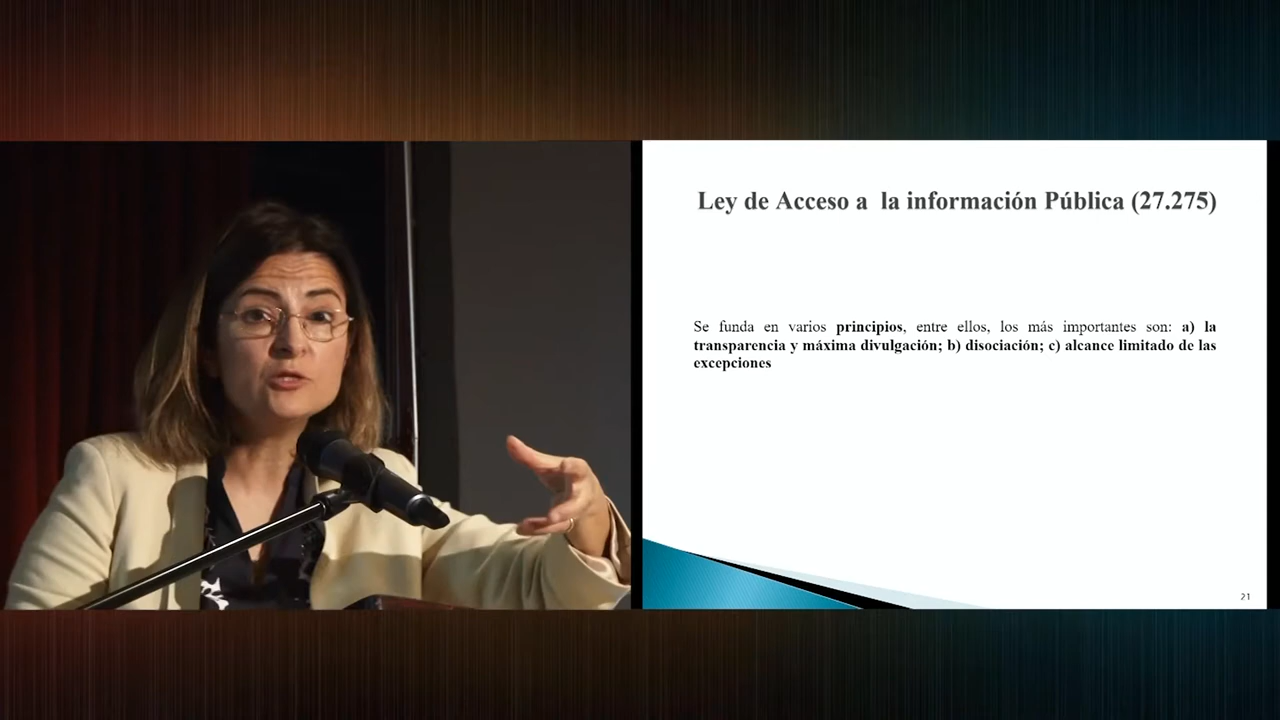 Ley de Acceso a la información Pública (27.275)
Se funda en varios principios, entre ellos, los más importantes son: a) la
transparencia y máxima divulgación; b) disociación; c) alcance limitado de las
excepciones
21